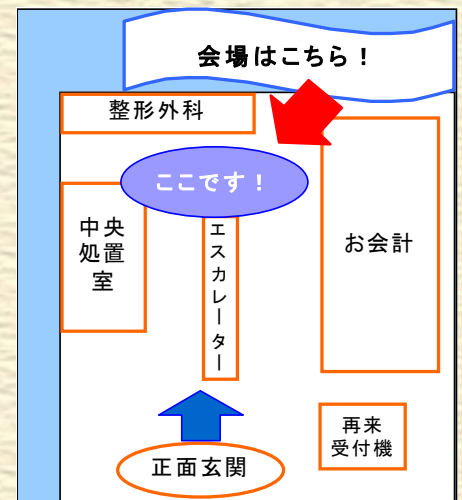 会場はこちら！
整形外科
ここです！
中央
処置
室
エスカレーター
お会計
再来
受付機
正面玄関